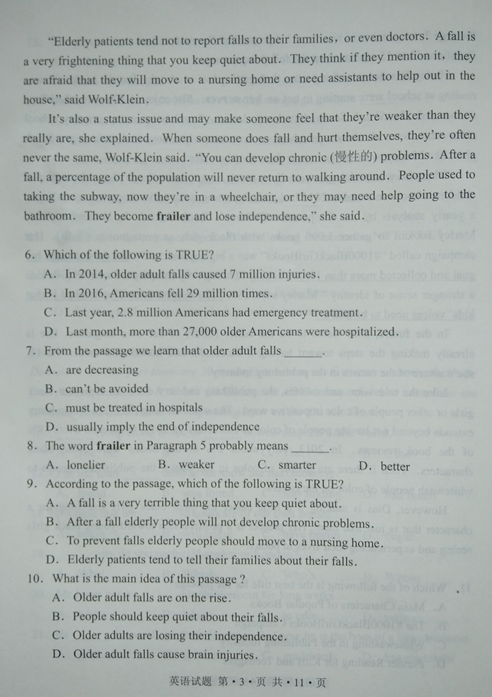 “Elderly patients tend not to report falls to their families, or even doctors. A fall is
a very frightening thing that you keep quiet about. They think if they mention it, they
are afraid that they will move to a nursing home or need assistants to help out in the
house,” said Wolf-Klein.
It's also a status issue and may make someone feel that they're weaker than they
really are, she explained. When someone does fall and hurt themselves, they're often
never the same, Wolf-Klein said. “You can develop chronic (慢性的) problems. After a
fall, a percentage of the population will never return to walking around. People used to
taking the subway, now they're in a wheelchair, or they may need help going to the
bathroom. They become frailer and lose independence,” she said.
6. Which of the following is TRUE?
A. In 2014, older adult falls caused 7 million injuries.
B. In 2016, Americans fell 29 million times.
C. Last year, 2.8 million Americans had emergency treatment.
D. Last month, more than 27,000 older Americans were hospitalized.
7. From the passage we learn that older adult falls ______.
A. are decreasing
B. can't be avoided
C. must be treated in hospitals
D. usually imply the end of independence
8. The word frailer in Paragraph 5 probably means ______.
A. lonelier B. weaker C. smarter D. better
9. According to the passage, which of the following is TRUE?
A. A fall is a very terrible thing that you keep quiet about.
B. After a fall elderly people will not develop chronic problems.
C. To prevent falls elderly people should move to a nursing home.
D. Elderly patients tend to tell their families about their falls.
10. What is the main idea of this passage ?
A. Older adult falls are on the rise.
B. People should keep quiet about their falls.
C. Older adults are losing their independence.
D. Older adult falls cause brain injuries.
英语试题 第·3·页 共·11·页